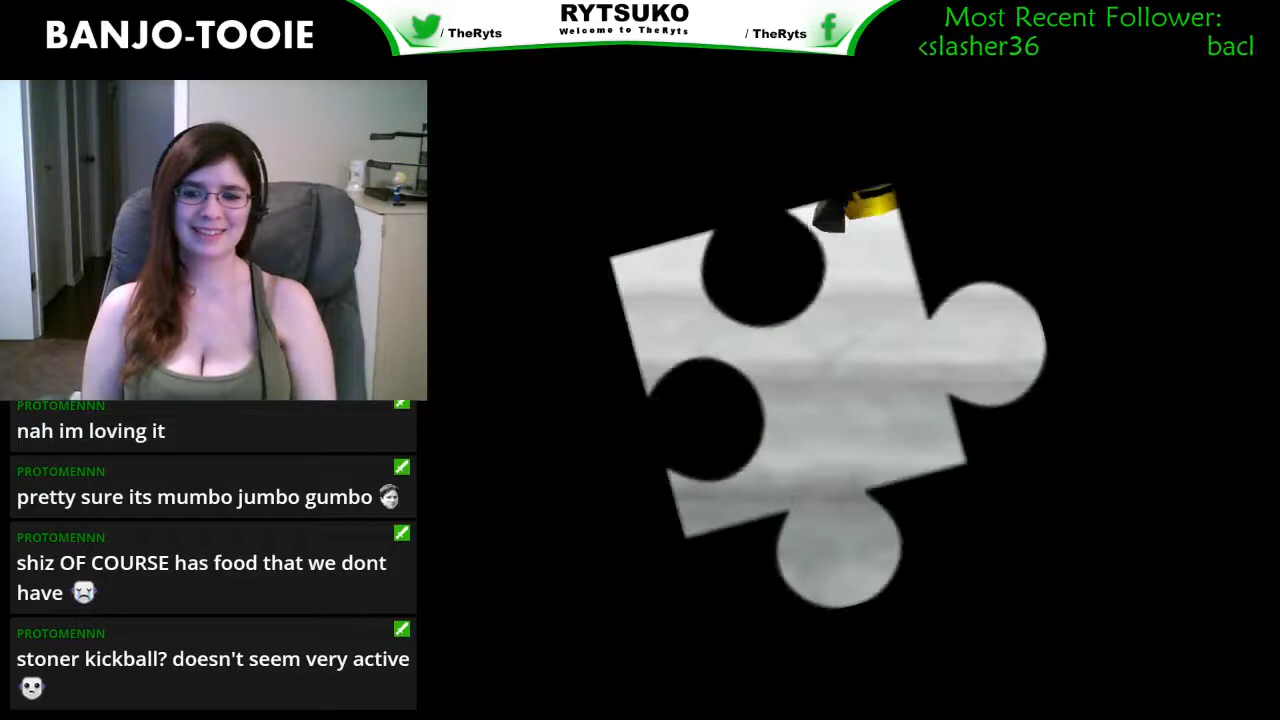 BANJO-TOOIE
/ TheRyts
RYTSUKO
Welcome to TheRyts
/ TheRyts
Most Recent Follower:
<slasher36 bacl
PROTOMENNN
nah im loving it
PROTOMENNN
pretty sure its mumbo jumbo gumbo
PROTOMENNN
shiz OF COURSE has food that we dont
have
PROTOMENNN
stoner kickball? doesn't seem very active